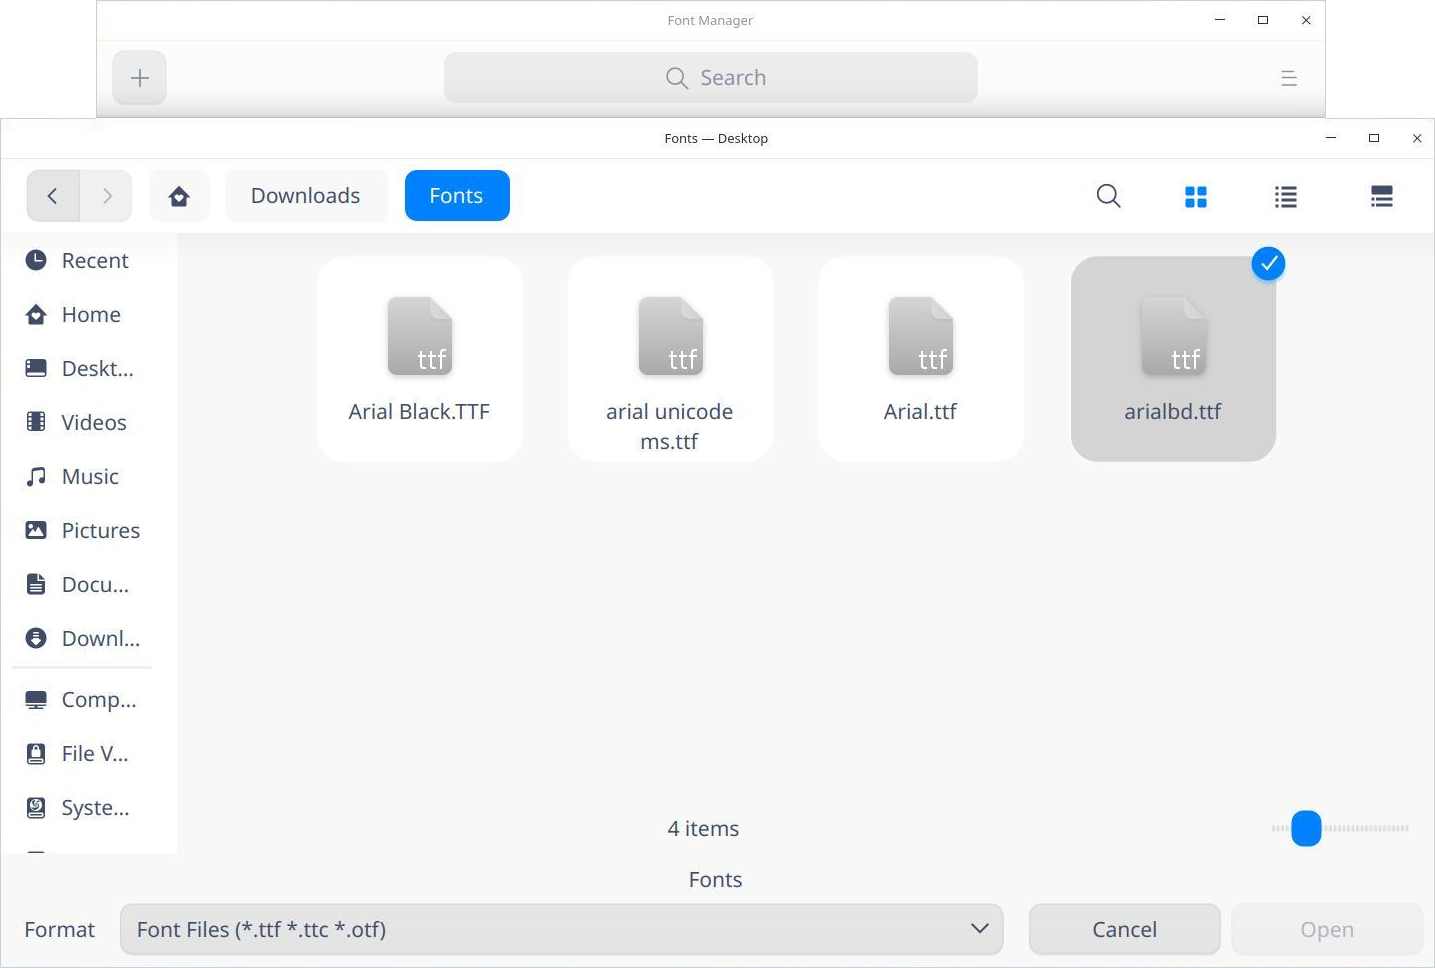 Font Manager
Search
Fonts — Desktop
Downloads
Fonts
Recent
Home
Deskt...
Videos
Music
Pictures
Docu...
Downl...
Comp...
File V...
Syste...
ttf
Arial Black.TTF
ttf
arial unicode
ms.ttf
ttf
Arial.ttf
ttf
arialbd.ttf
4 items
Fonts
Format
Font Files (*.ttf *.ttc *.otf)
Cancel
Open